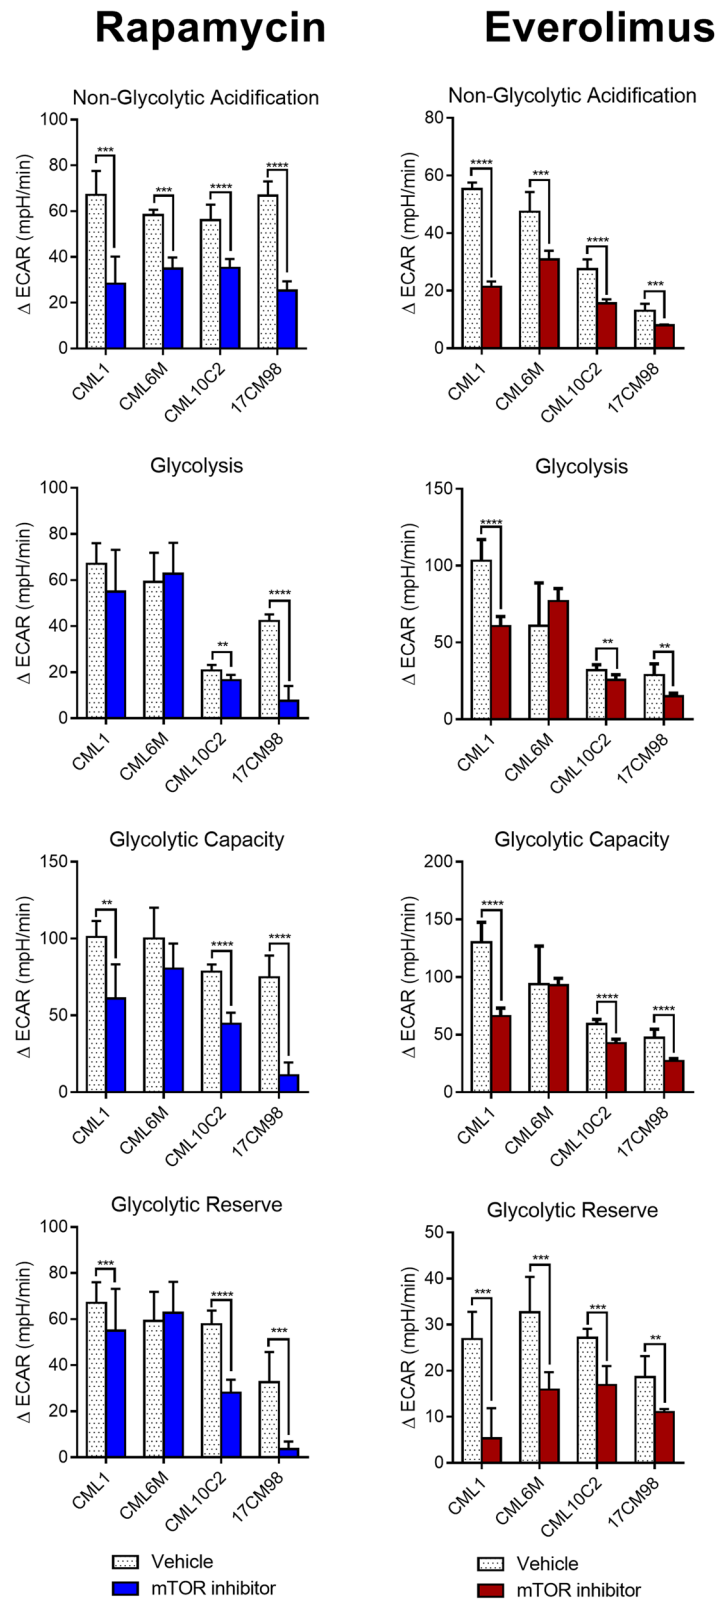 Rapamycin
Everolimus
Non-Glycolytic Acidification
Δ ECAR (mpH/min)
100
80
60
40
20
0
***
***
****
****
CML1
CML6M
CML10C2
17CM98
Non-Glycolytic Acidification
Δ ECAR (mpH/min)
80
60
40
20
0
****
***
****
***
CML1
CML6M
CML10C2
17CM98
Glycolysis
Δ ECAR (mpH/min)
100
80
60
40
20
0
**
****
CML1
CML6M
CML10C2
17CM98
Glycolysis
Δ ECAR (mpH/min)
150
100
50
0
****
**
**
CML1
CML6M
CML10C2
17CM98
Glycolytic Capacity
Δ ECAR (mpH/min)
150
100
50
0
**
****
****
CML1
CML6M
CML10C2
17CM98
Glycolytic Capacity
Δ ECAR (mpH/min)
200
150
100
50
0
****
****
****
CML1
CML6M
CML10C2
17CM98
Glycolytic Reserve
Δ ECAR (mpH/min)
100
80
60
40
20
0
***
****
***
CML1
CML6M
CML10C2
17CM98
Glycolytic Reserve
Δ ECAR (mpH/min)
50
40
30
20
10
0
***
***
***
**
CML1
CML6M
CML10C2
17CM98
Vehicle
mTOR inhibitor
Vehicle
mTOR inhibitor